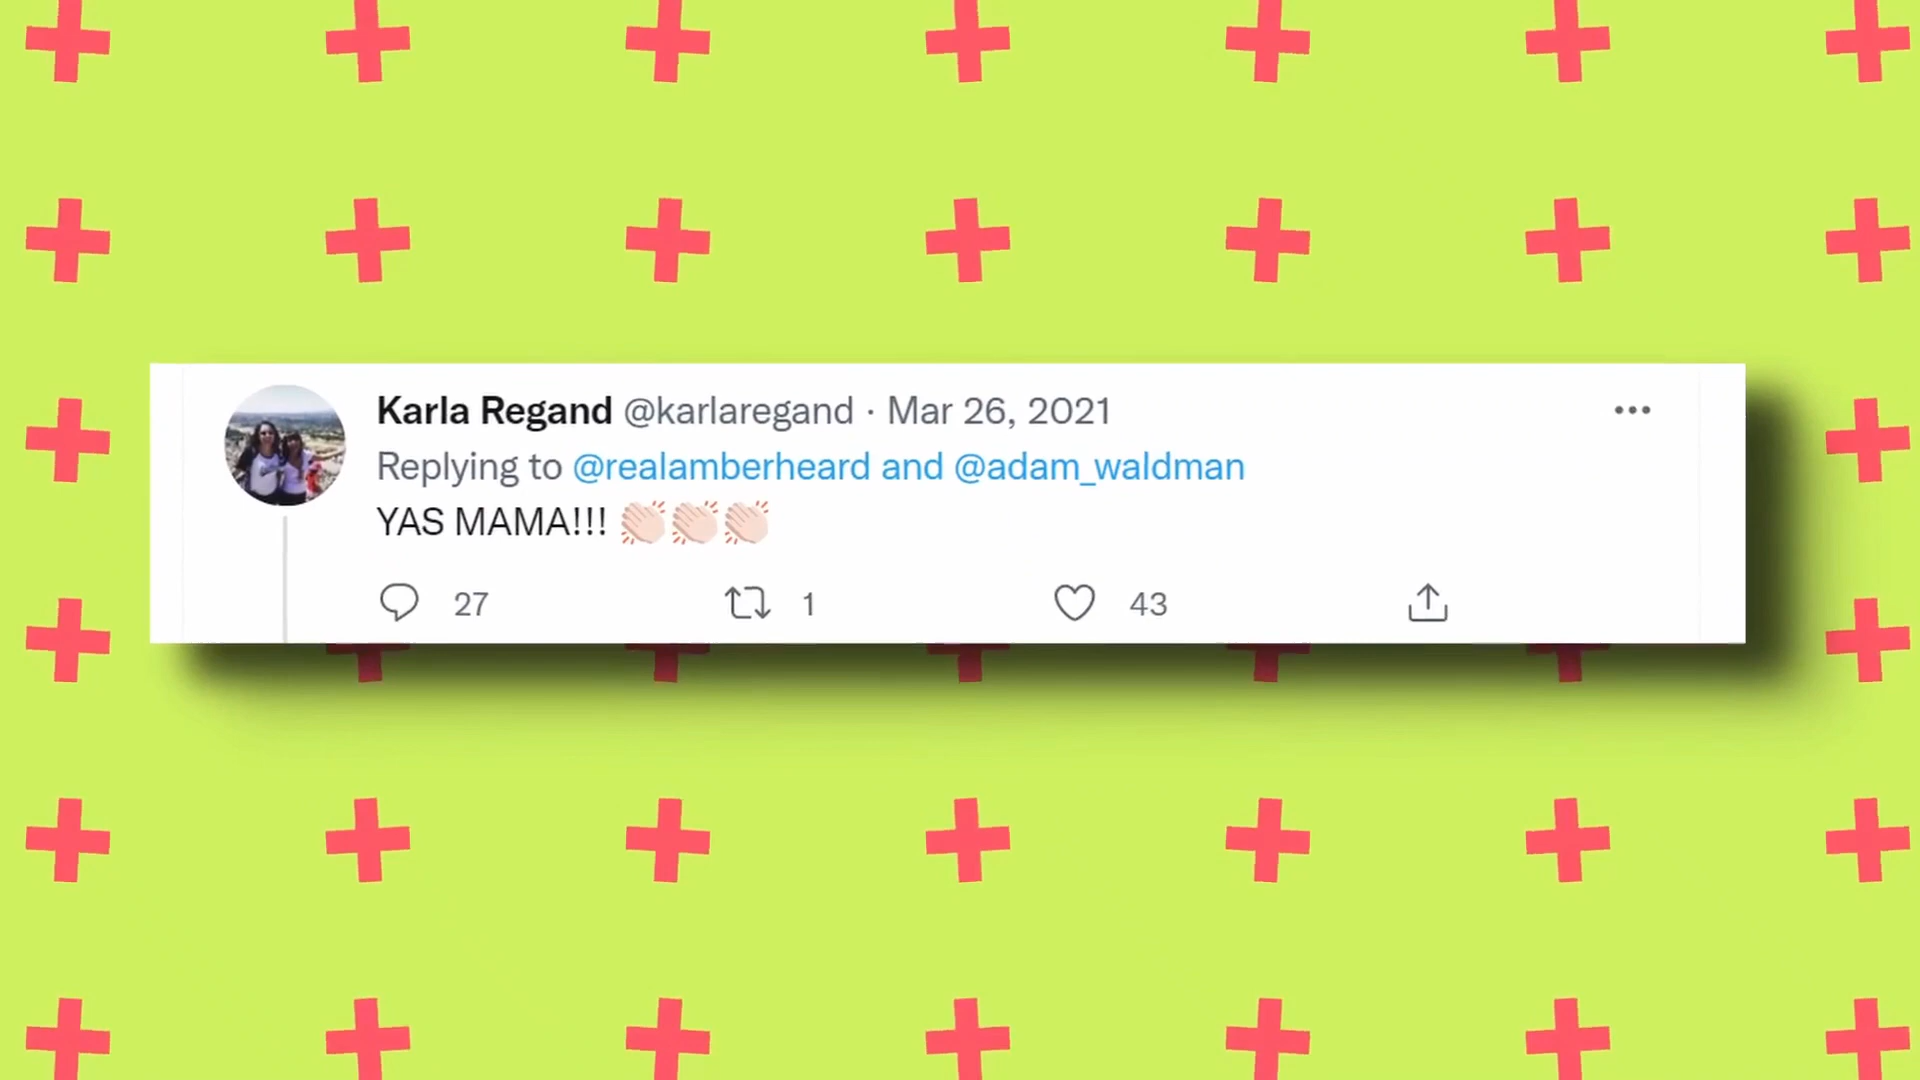 Karla Regand @karlaregand · Mar 26, 2021
Replying to @realamberheard and @adam_waldman
YAS MAMA!!! 👏🏻👏🏻👏🏻
27 1 43